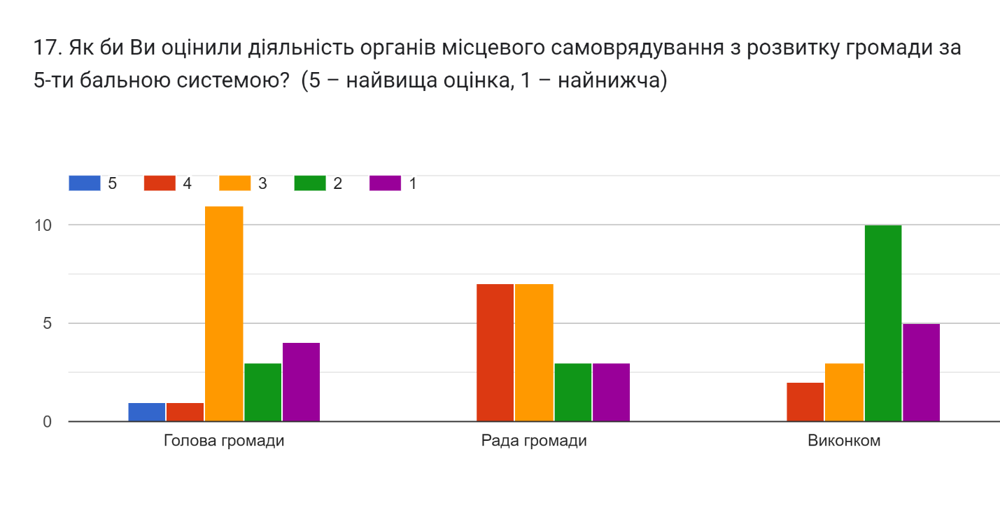 17. Як би Ви оцінили діяльність органів місцевого самоврядування з розвитку громади за
5-ти бальною системою?  (5 – найвища оцінка, 1 – найнижча)
5 4 3 2 1
10
5
0
Голова громади Рада громади Виконком